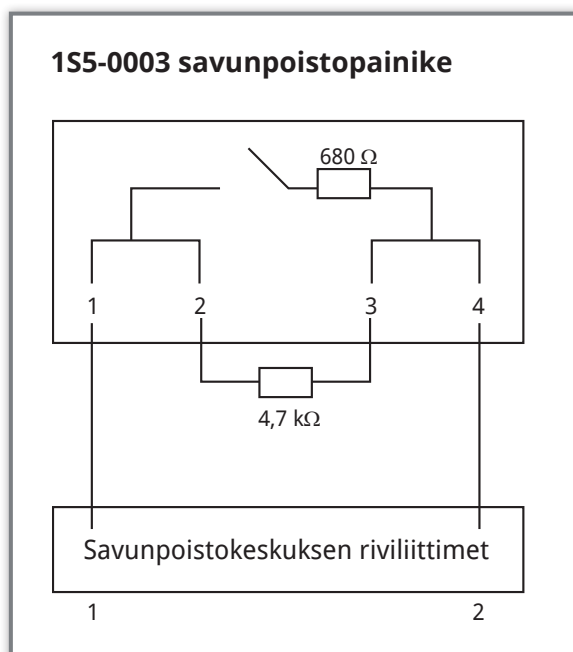 1S5-0003 savunpoistopainike
680 Ω
1 2 3 4
4,7 kΩ
Savunpoistokeskuksen riviliittimet
1 2